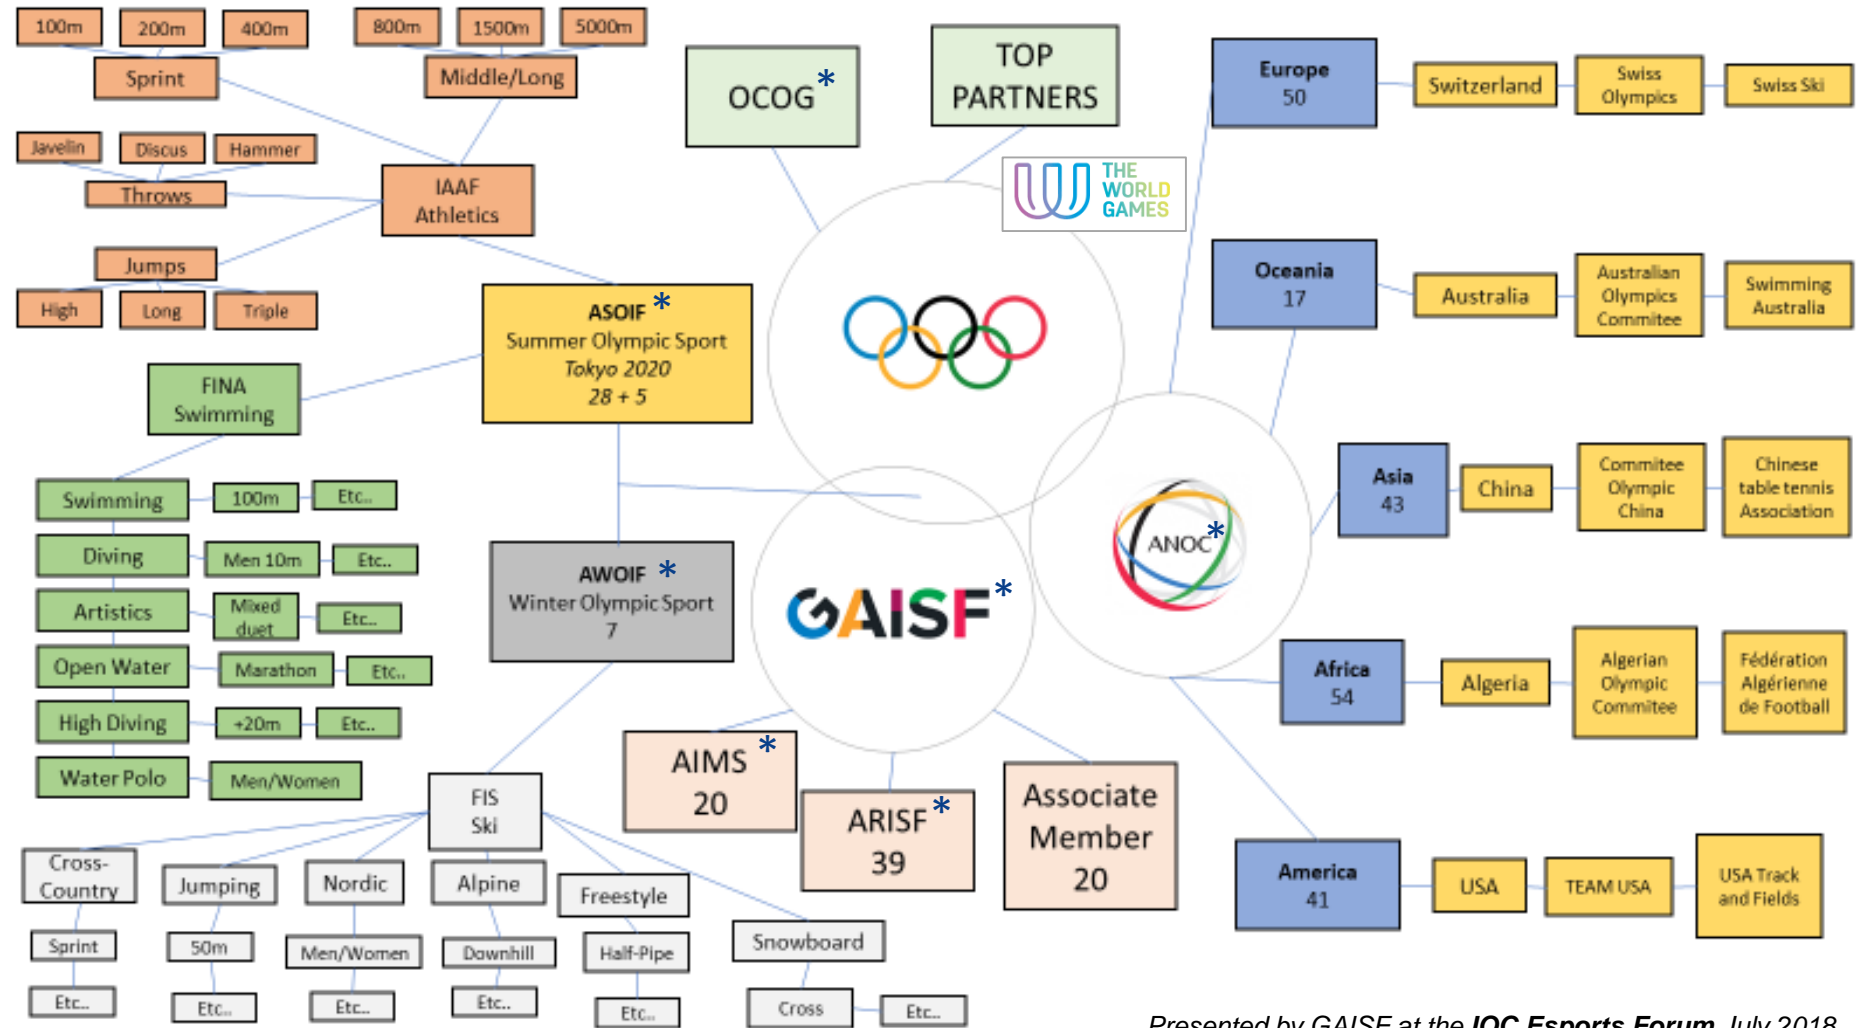 100m
200m
400m
Sprint
800m
1500m
5000m
Middle/Long
Javelin
Discus
Hammer
Throws
IAAF
Athletics
Jumps
High
Long
Triple
OCOG *
TOP
PARTNERS
THE
WORLD
GAMES
ASOIF *
Summer Olympic Sport
Tokyo 2020
28 + 5
FINA
Swimming
Swimming
100m
Etc..
Diving
Men 10m
Etc..
Artistics
Mixed
duet
Etc..
Open Water
Marathon
Etc..
High Diving
+20m
Etc..
Water Polo
Men/Women
AWOIF *
Winter Olympic Sport
7
GAISF *
ANOC *
AIMS *
20
ARISF *
39
Associate
Member
20
FIS
Ski
Cross-
Country
Jumping
Nordic
Alpine
Freestyle
Snowboard
Sprint
50m
Men/Women
Downhill
Half-Pipe
Cross
Etc..
Etc..
Etc..
Etc..
Etc..
Etc..
Europe
50
Switzerland
Swiss
Olympics
Swiss Ski
Oceania
17
Australia
Australian
Olympics
Commitee
Swimming
Australia
Asia
43
China
Commitee
Olympic
China
Chinese
table tennis
Association
Africa
54
Algeria
Algerian
Olympic
Commitee
Fédération
Algérienne
de Football
America
41
USA
TEAM USA
USA Track
and Fields
Presented by GAISF at the IOC Esports Forum, July 2018